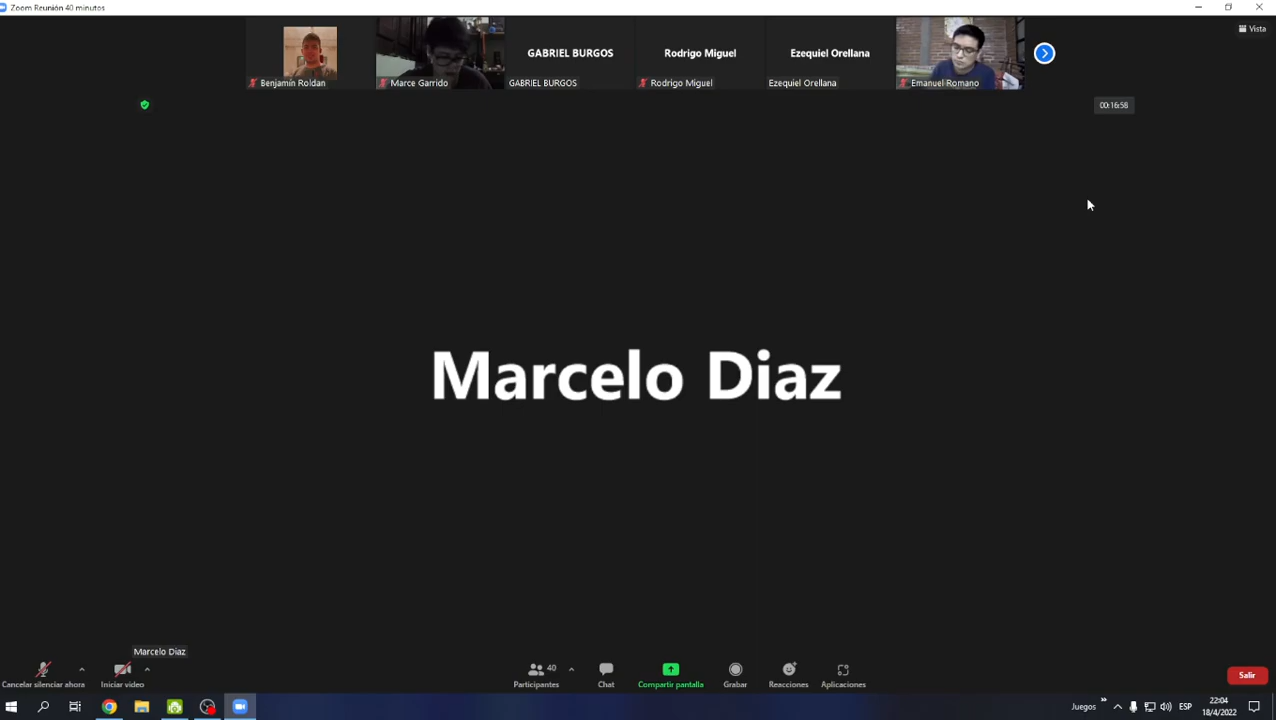 Zoom Reunión 40 minutos
Vista
GABRIEL BURGOS
Rodrigo Miguel
Ezequiel Orellana
Benjamín Roldan
Marce Garrido
GABRIEL BURGOS
Rodrigo Miguel
Ezequiel Orellana
Emanuel Romano
00:16:58
Marcelo Diaz
Marcelo Diaz
40
Cancelar silenciar ahora
Iniciar video
Participantes
Chat
Compartir pantalla
Grabar
Reacciones
Aplicaciones
Salir
Juegos
ESP
22:04
18/4/2022